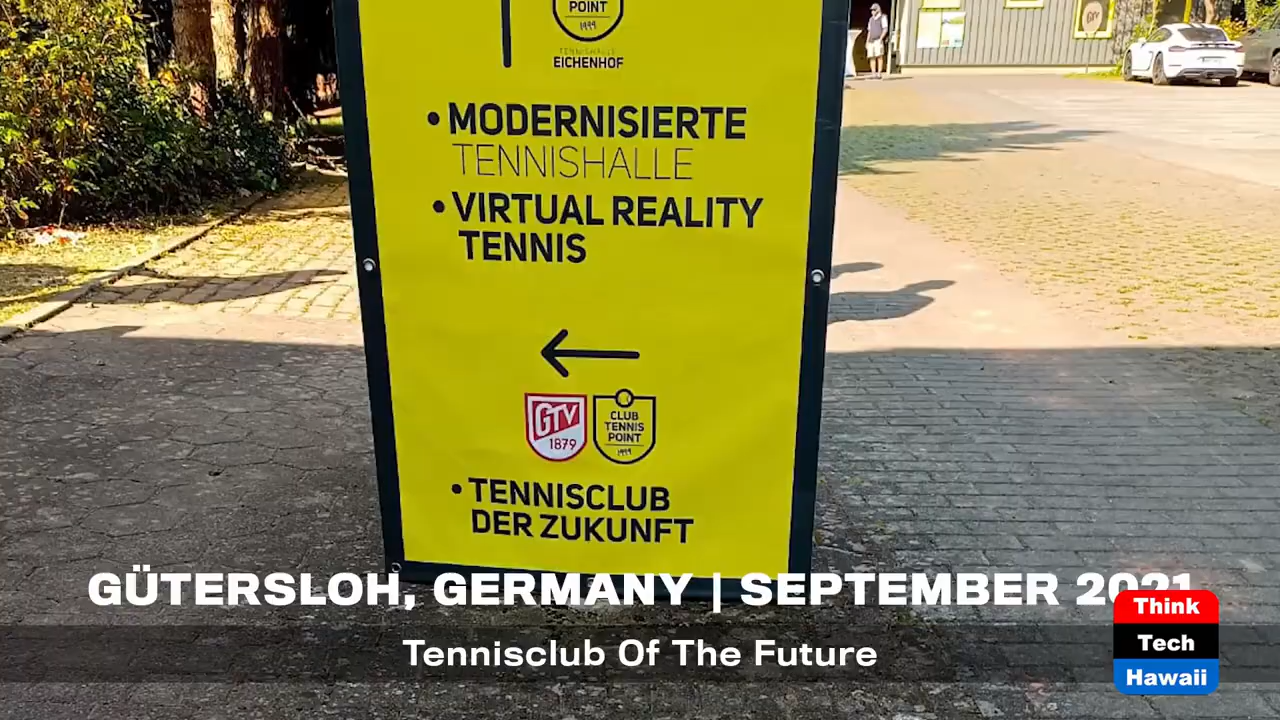 POINT
1999
TENNISHALLE
EICHENHOF
• MODERNISIERTE
TENNISHALLE
• VIRTUAL REALITY
TENNIS
GTV
1879
CLUB
TENNIS
POINT
1999
• TENNISCLUB
DER ZUKUNFT
GÜTERSLOH, GERMANY | SEPTEMBER 2021
Tennisclub Of The Future
Think
Tech
Hawaii